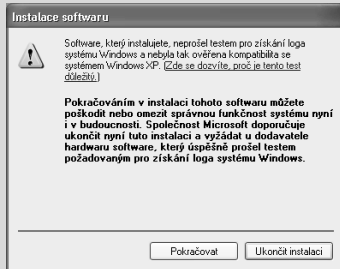 Instalace softwaru
Software, který instalujete, neprošel testem pro získání loga
systému Windows a nebyla tak ověřena kompatibilita se
systémem Windows XP. (Zde se dozvíte, proč je tento test
důležitý.)
Pokračováním v instalaci tohoto softwaru můžete
poškodit nebo omezit správnou funkčnost systému nyní
i v budoucnosti. Společnost Microsoft doporučuje
ukončit nyní tuto instalaci a vyžádat u dodavatele
hardwaru software, který úspěšně prošel testem
požadovaným pro získání loga systému Windows.
Pokračovat
Ukončit instalaci